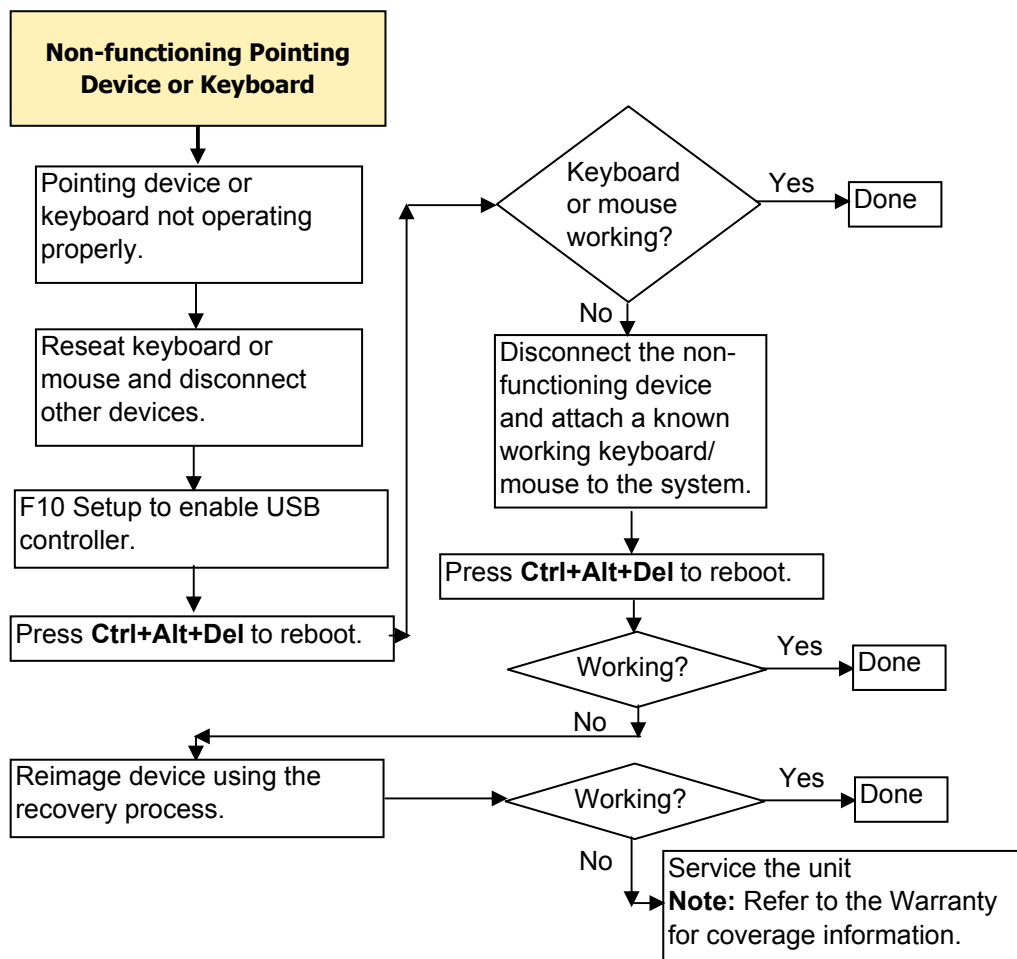 Non-functioning Pointing
Device or Keyboard
Pointing device or
keyboard not operating
properly.
Reseat keyboard or
mouse and disconnect
other devices.
F10 Setup to enable USB
controller.
Press Ctrl+Alt+Del to reboot.
Keyboard
or mouse
working?
Yes
Done
No
Disconnect the non-
functioning device
and attach a known
working keyboard/
mouse to the system.
Press Ctrl+Alt+Del to reboot.
Working?
Yes
Done
No
Reimage device using the
recovery process.
Working?
Yes
Done
No
Service the unit
Note: Refer to the Warranty
for coverage information.